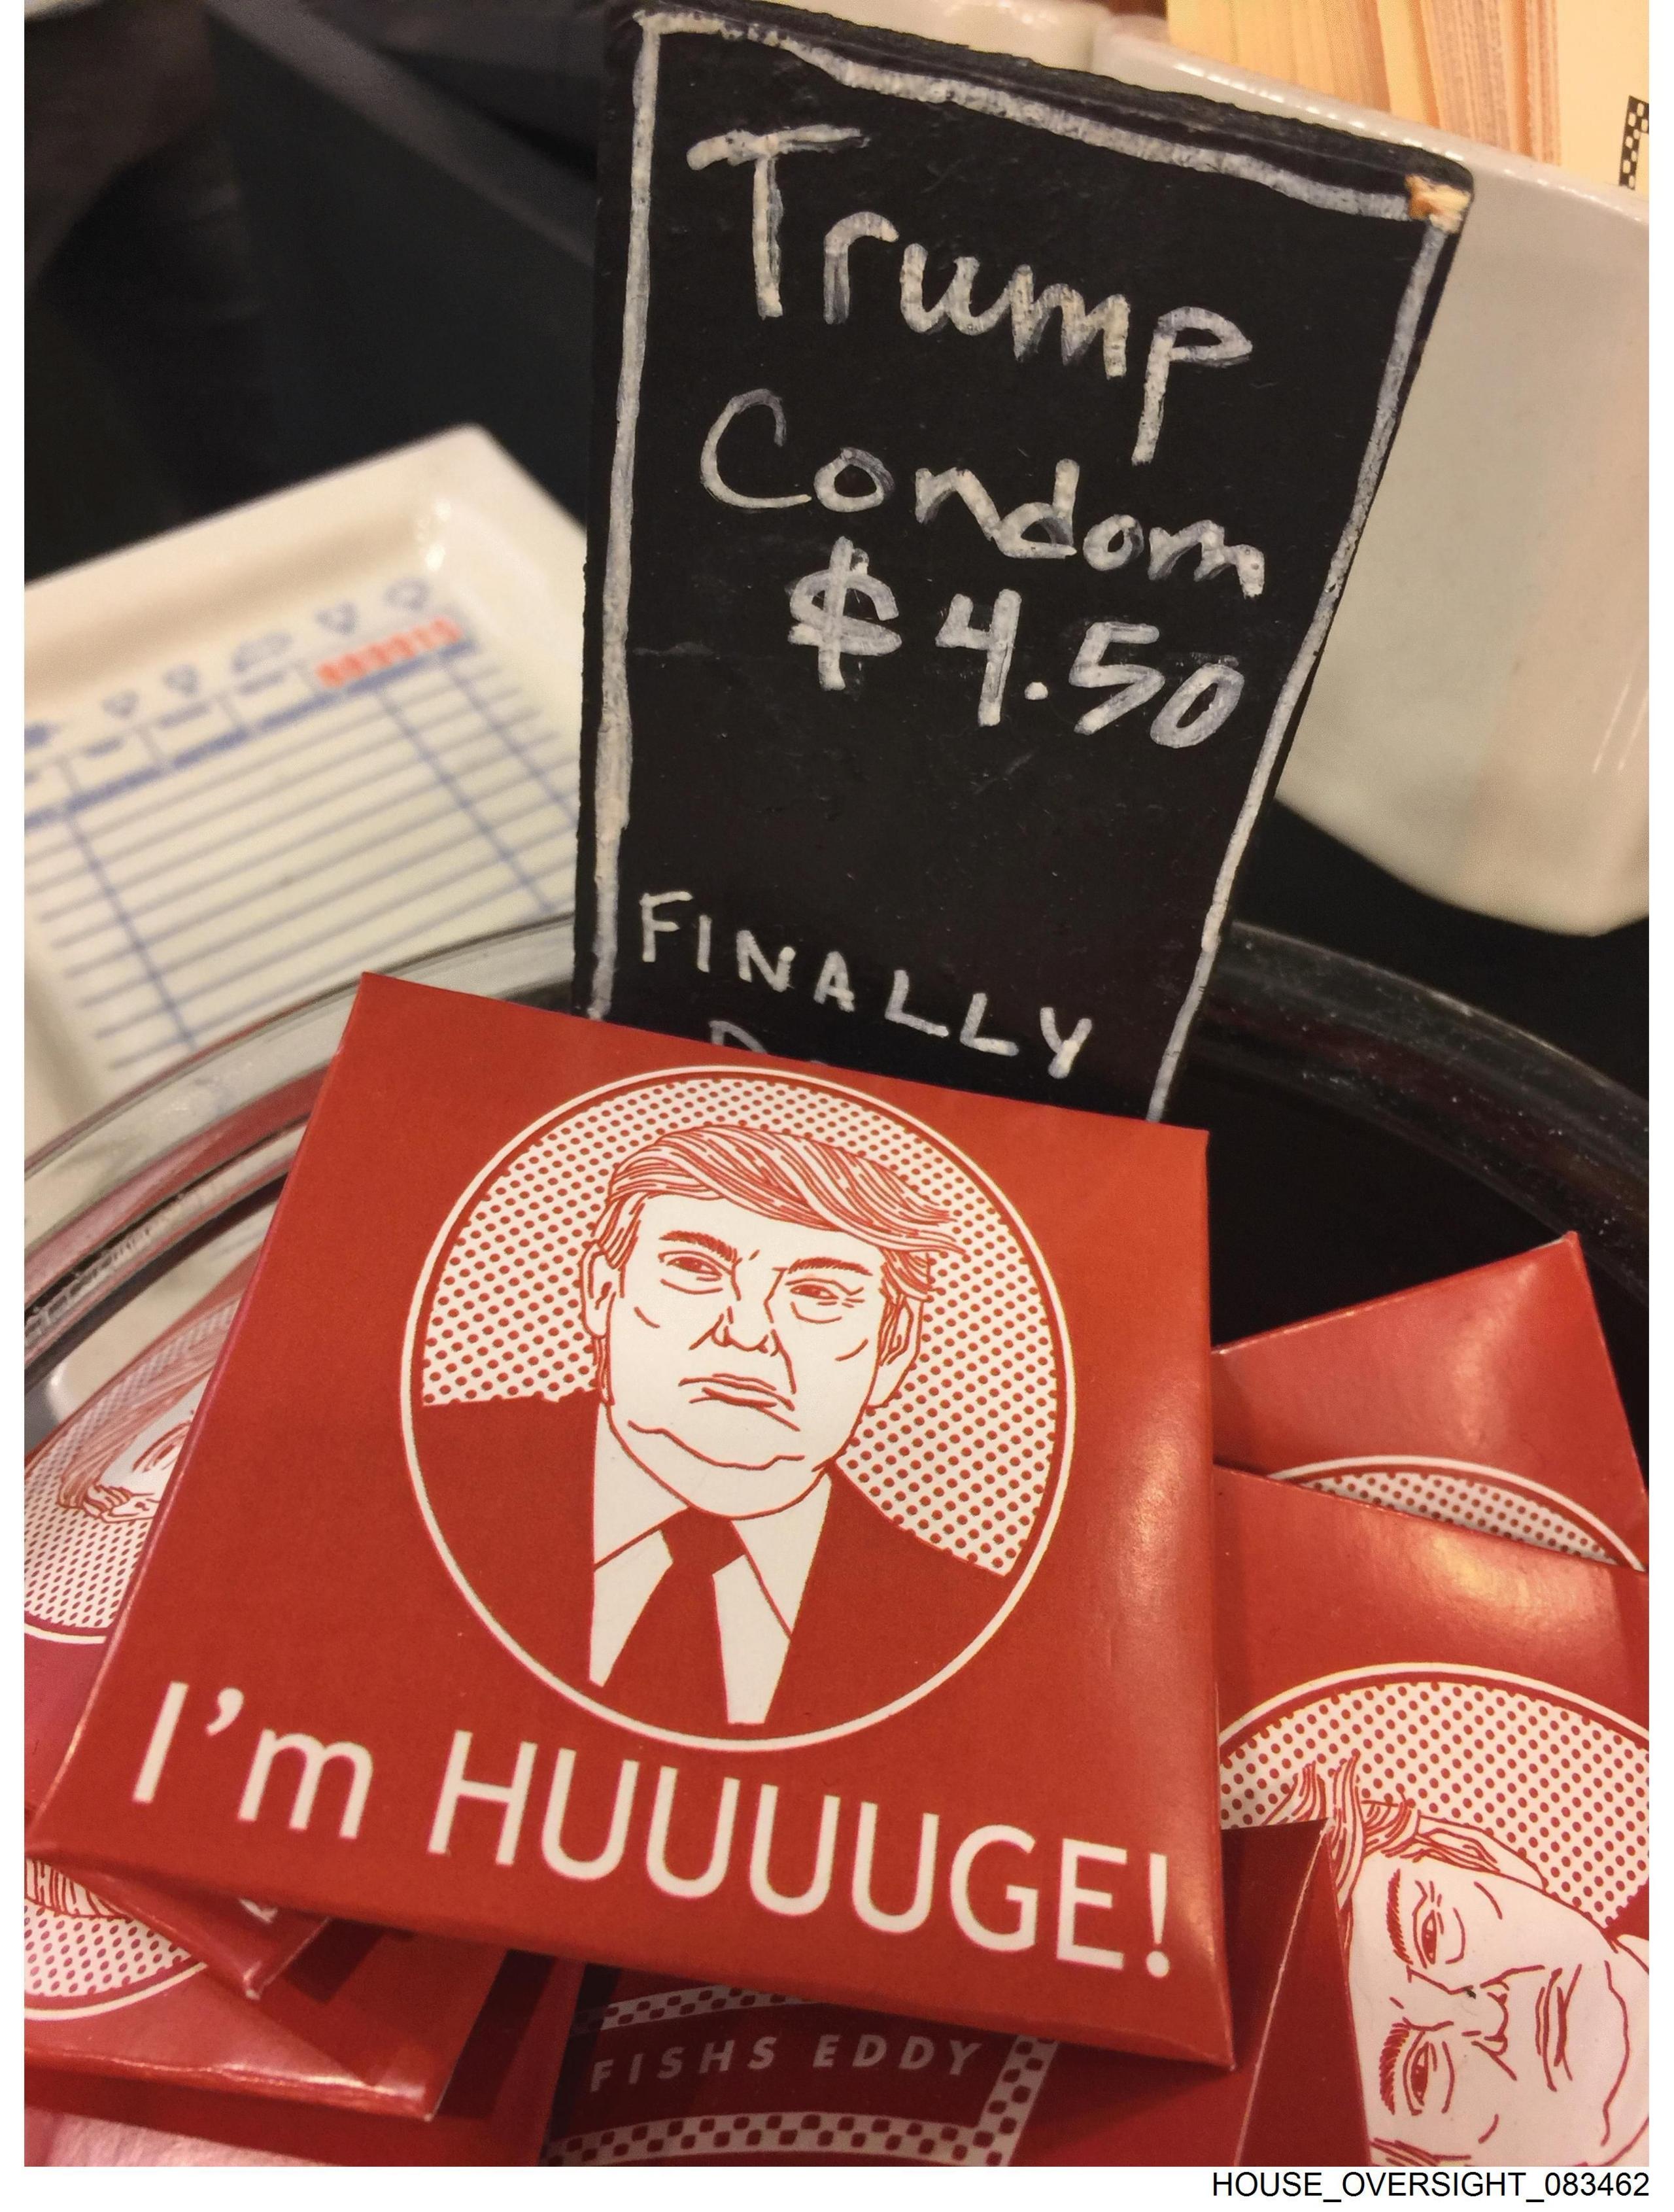 Trump
Condom
$4.50
FINALLY
I'm HUUUUGE!
FISHS EDDY
HOUSE_OVERSIGHT_083462